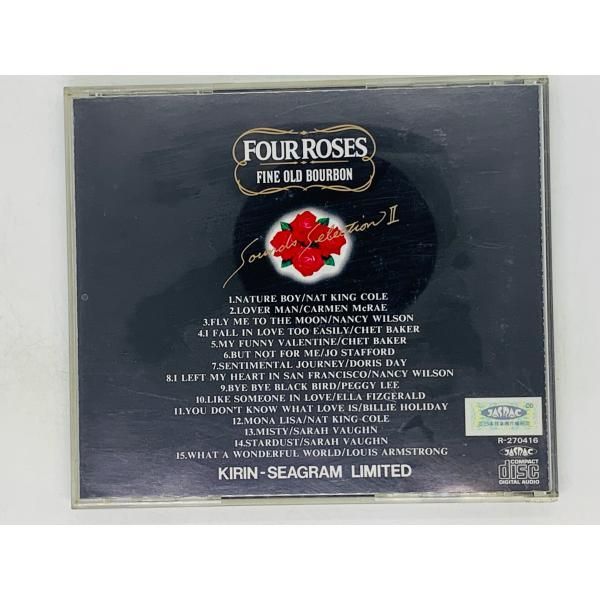 FOUR ROSES
FINE OLD BOURBON
Sounds Selection II
1.NATURE BOY/NAT KING COLE
2.LOVER MAN/CARMEN McRAE
3.FLY ME TO THE MOON/NANCY WILSON
4.I FALL IN LOVE TOO EASILY/CHET BAKER
5.MY FUNNY VALENTINE/CHET BAKER
6.BUT NOT FOR ME/JO STAFFORD
7.SENTIMENTAL JOURNEY/DORIS DAY
8.I LEFT MY HEART IN SAN FRANCISCO/NANCY WILSON
9.BYE BYE BLACK BIRD/PEGGY LEE
10.LIKE SOMEONE IN LOVE/ELLA FIZGERALD
11.YOU DON'T KNOW WHAT LOVE IS/BILLIE HOLIDAY
12.MONA LISA/NAT KING-COLE
13.MISTY/SARAH VAUGHN
14.STARDUST/SARAH VAUGHN
15.WHAT A WONDERFUL WORLD/LOUIS ARMSTRONG
KIRIN-SEAGRAM LIMITED
JASRAC
R-270416
JASRAC
COMPACT
disc
DIGITAL AUDIO